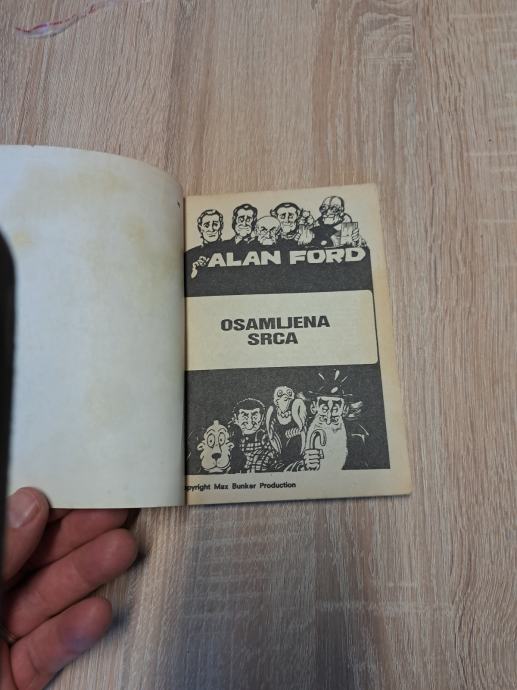 ALAN FORD
OSAMLJENA
SRCA
opyright Max Bunker Production